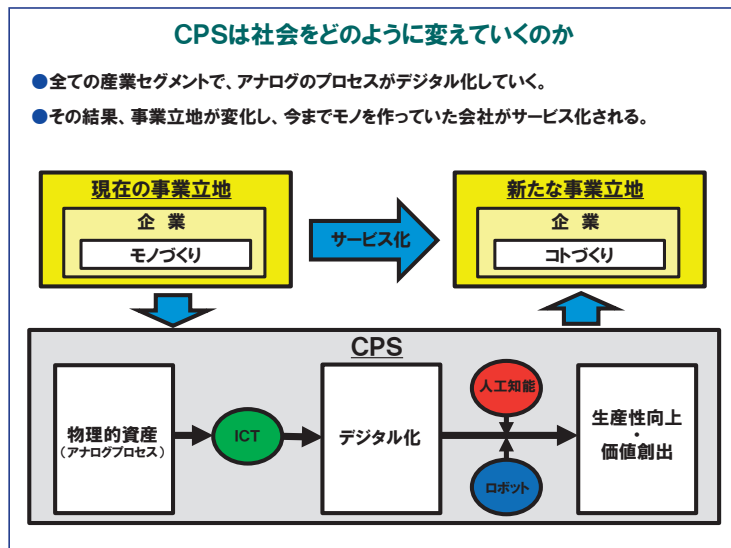 CPSは社会をどのように変えていくのか
●全ての産業セグメントで、アナログのプロセスがデジタル化していく。
●その結果、事業立地が変化し、今までモノを作っていた会社がサービス化される。
現在の事業立地
企業
モノづくり
サービス化
新たな事業立地
企業
コトづくり
CPS
物理的資産
(アナログプロセス)
ICT
デジタル化
人工知能
ロボット
生産性向上
・
価値創出